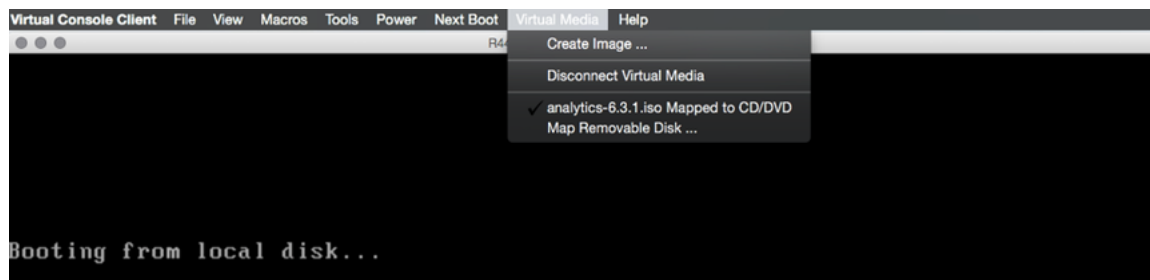 Virtual Console Client File View Macros Tools Power Next Boot Virtual Media Help
R44
Create Image ...
Disconnect Virtual Media
analytics-6.3.1.iso Mapped to CD/DVD
Map Removable Disk ...
Booting from local disk...